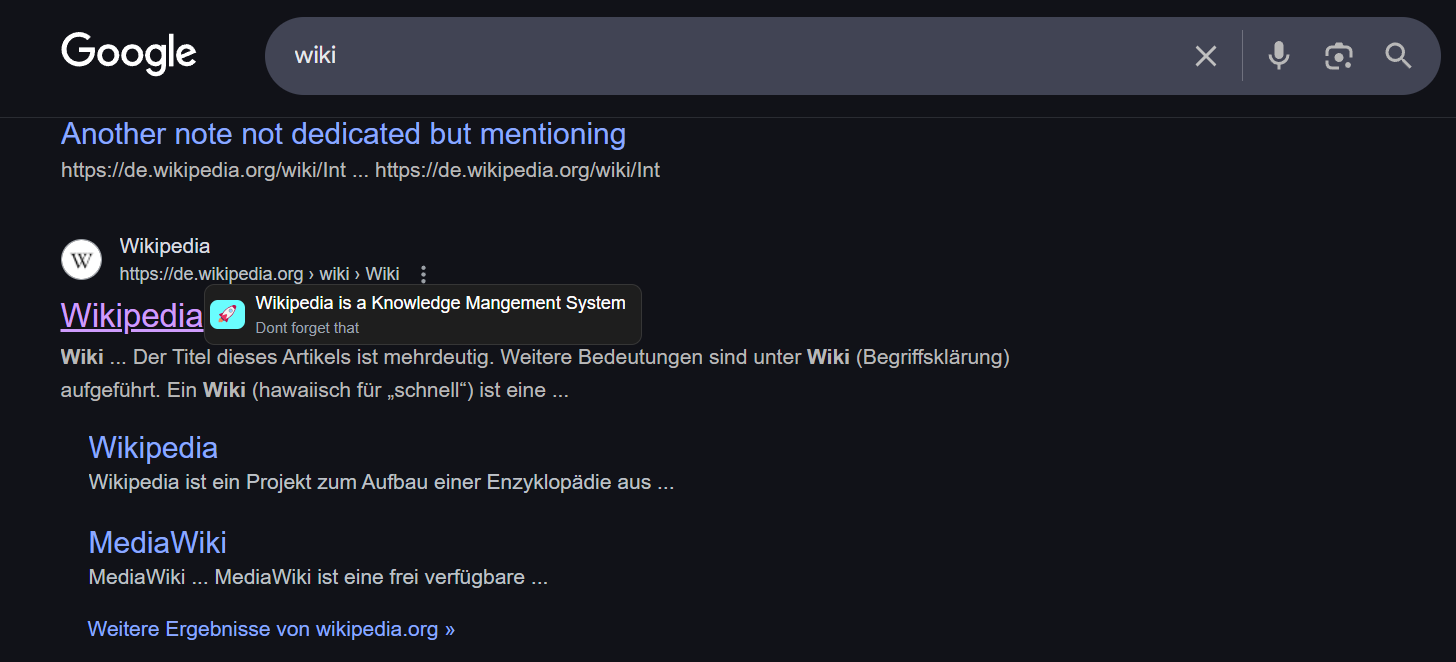 Google
wiki
Another note not dedicated but mentioning
https://de.wikipedia.org/wiki/Int ... https://de.wikipedia.org/wiki/Int
W
Wikipedia
https://de.wikipedia.org › wiki › Wiki
Wikipedia
Wikipedia is a Knowledge Mangement System
Dont forget that
Wiki ... Der Titel dieses Artikels ist mehrdeutig. Weitere Bedeutungen sind unter Wiki (Begriffsklärung)
aufgeführt. Ein Wiki (hawaiisch für „schnell“) ist eine ...
Wikipedia
Wikipedia ist ein Projekt zum Aufbau einer Enzyklopädie aus ...
MediaWiki
MediaWiki ... MediaWiki ist eine frei verfügbare ...
Weitere Ergebnisse von wikipedia.org »